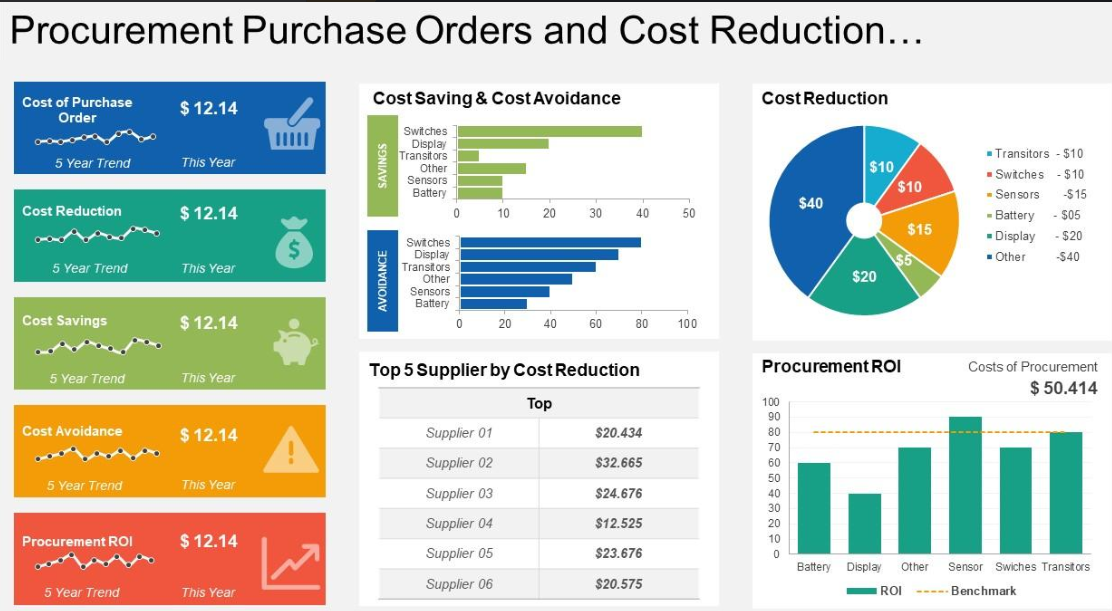 Procurement Purchase Orders and Cost Reduction…
Cost of Purchase
Order
$ 12.14
5 Year Trend
This Year
Cost Reduction
$ 12.14
$
5 Year Trend
This Year
Cost Savings
$ 12.14
5 Year Trend
This Year
Cost Avoidance
$ 12.14
5 Year Trend
This Year
Procurement ROI
$ 12.14
5 Year Trend
This Year
Cost Saving & Cost Avoidance
SAVINGS
Switches
Display
Transitors
Other
Sensors
Battery
0 10 20 30 40 50
AVOIDANCE
Switches
Display
Transitors
Other
Sensors
Battery
0 20 40 60 80 100
Top 5 Supplier by Cost Reduction
Top
Supplier 01 $20.434
Supplier 02 $32.665
Supplier 03 $24.676
Supplier 04 $12.525
Supplier 05 $23.676
Supplier 06 $20.575
Cost Reduction
$10
$10
$15
$5
$20
$40
Transitors - $10
Switches - $10
Sensors -$15
Battery - $05
Display - $20
Other -$40
Procurement ROI
Costs of Procurement
$ 50.414
100
90
80
70
60
50
40
30
20
10
0
Battery Display Other Sensor Swiches Transitors
ROI Benchmark